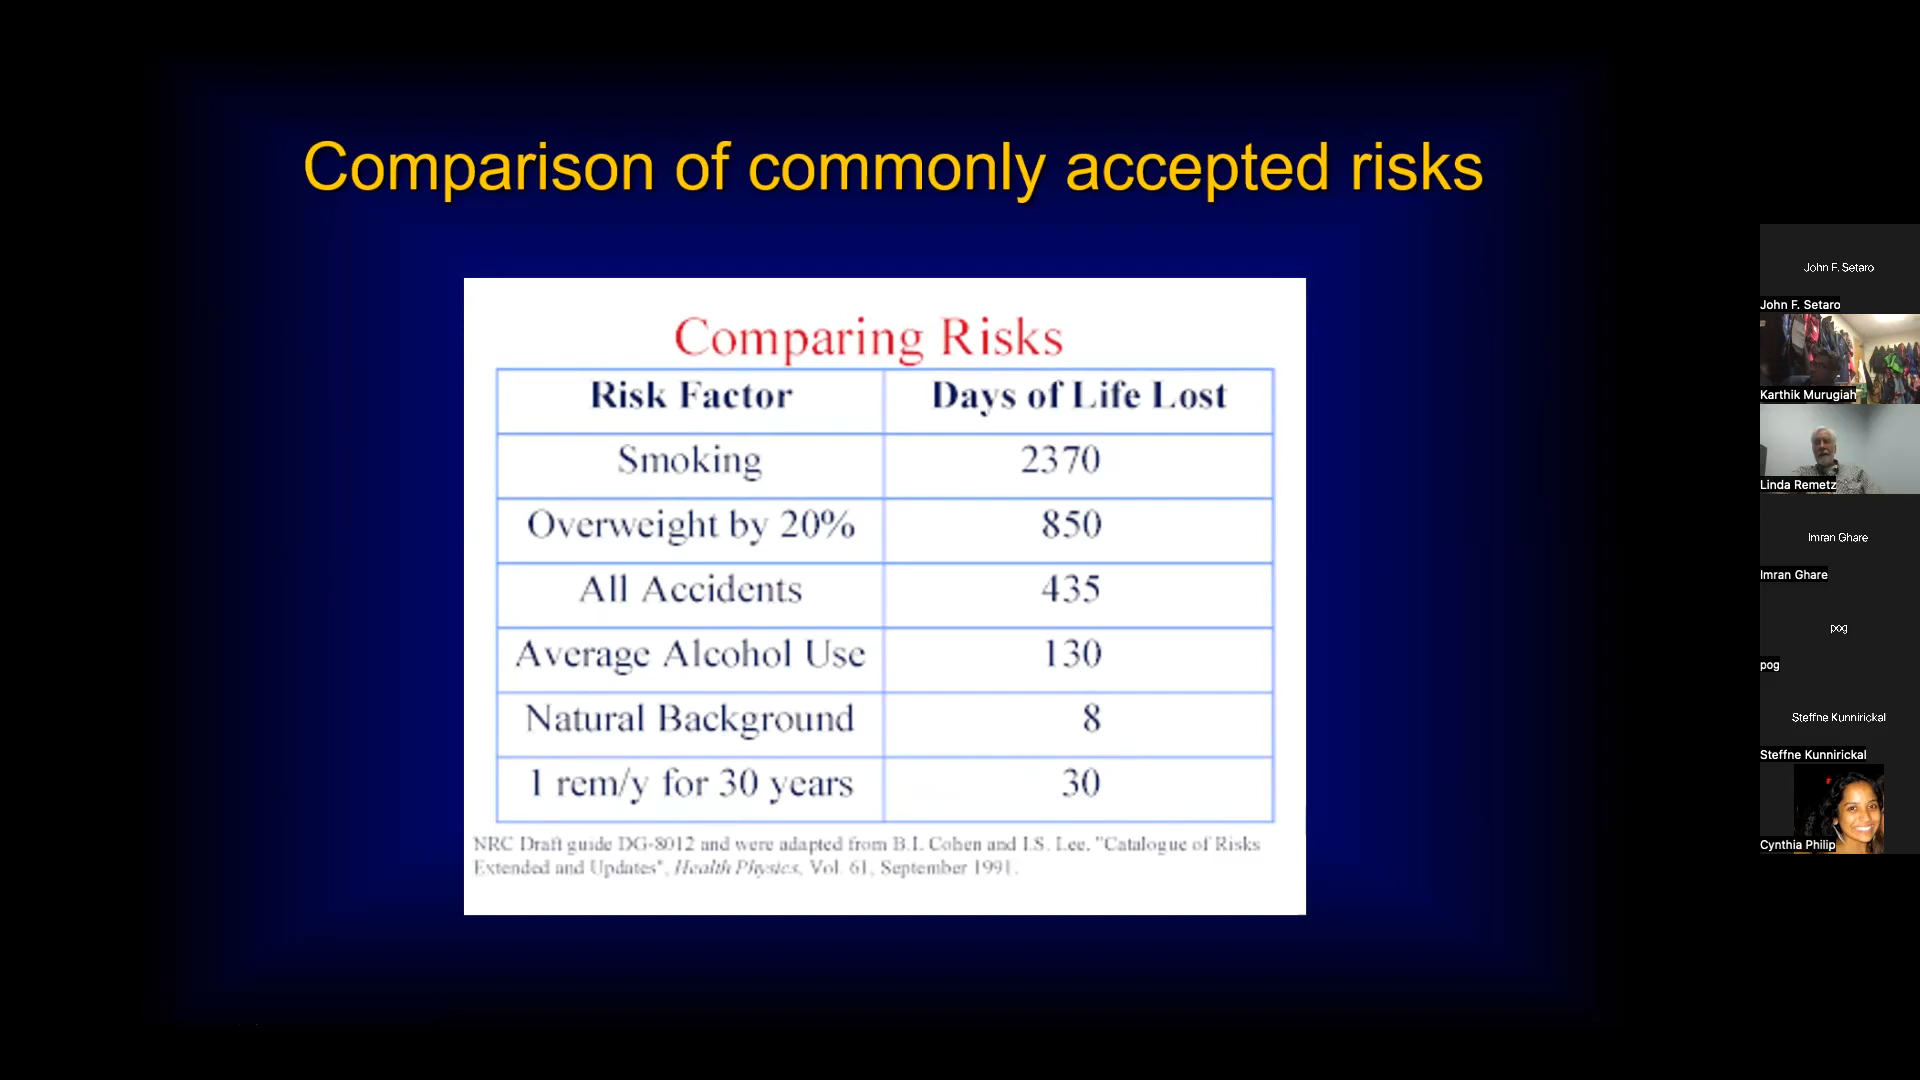 Comparison of commonly accepted risks
Comparing Risks
Risk Factor Days of Life Lost
Smoking 2370
Overweight by 20% 850
All Accidents 435
Average Alcohol Use 130
Natural Background 8
1 rem/y for 30 years 30
NRC Draft guide DG-8012 and were adapted from B.L. Cohen and I.S. Lee, "Catalogue of Risks
Extended and Updates", Health Physics, Vol. 61, September 1991.
John F. Setaro
John F. Setaro
Karthik Murugiah
Linda Remetz
Imran Ghare
Imran Ghare
pog
pog
Steffne Kunnirickal
Steffne Kunnirickal
Cynthia Philip